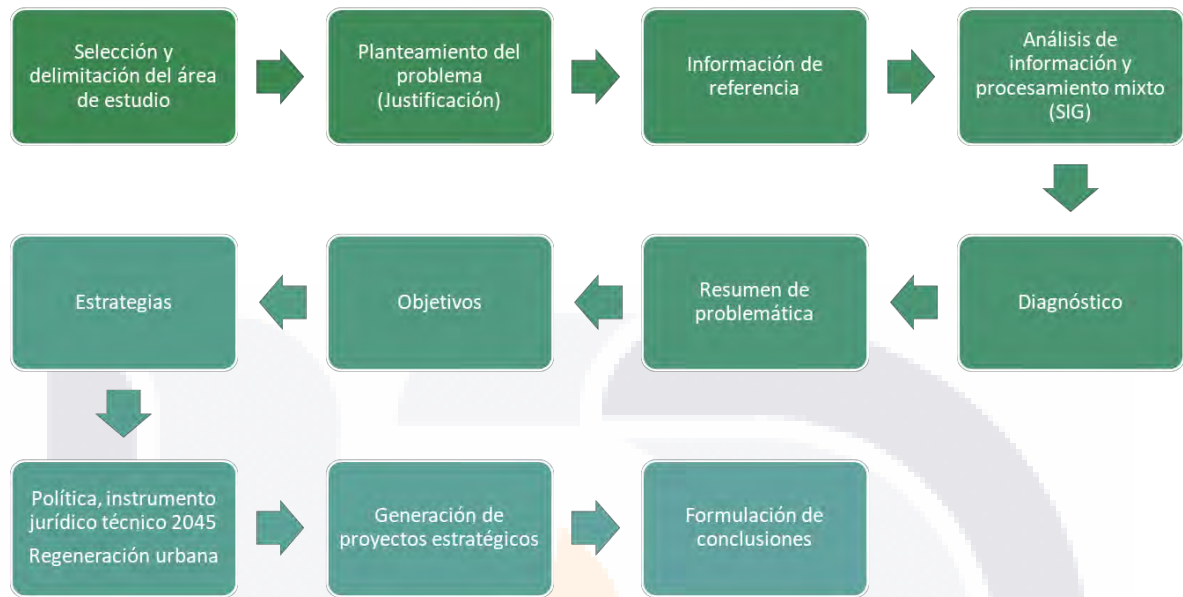 Selección y
delimitación del área
de estudio
Planteamiento del
problema
(Justificación)
Información de
referencia
Análisis de
información y
procesamiento mixto
(SIG)
Diagnóstico
Resumen de
problemática
Objetivos
Estrategias
Política, instrumento
jurídico técnico 2045
Regeneración urbana
Generación de
proyectos estratégicos
Formulación de
conclusiones